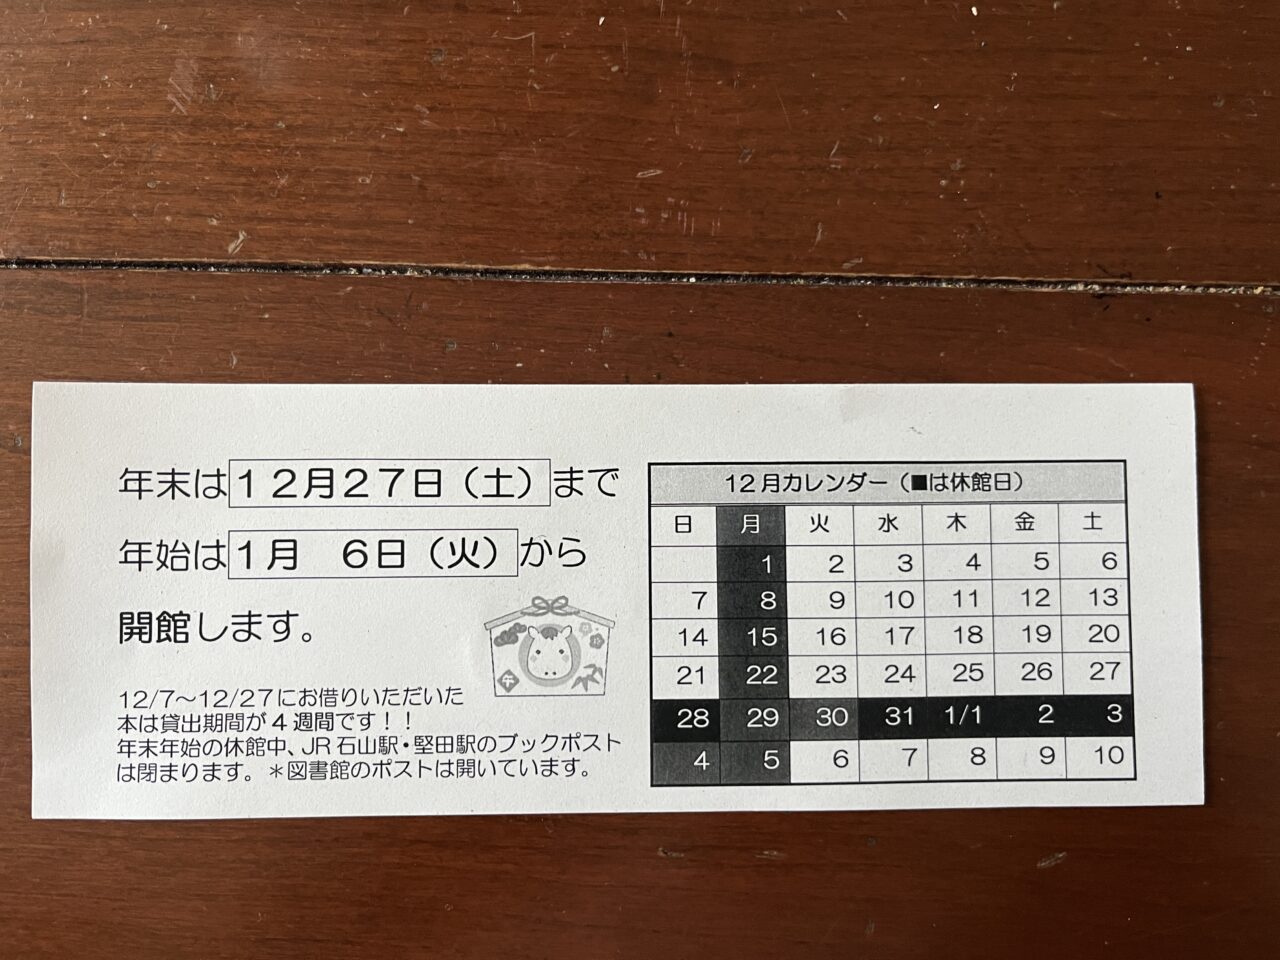 年末は１２月２７日（土）まで
年始は１月　６日（火）から
開館します。
午
12/7～12/27にお借りいただいた
本は貸出期間が４週間です！！
年末年始の休館中、JR石山駅・堅田駅のブックポスト
は閉まります。＊図書館のポストは開いています。
12月カレンダー（■は休館日）
日 月 火 水 木 金 土
1 2 3 4 5 6
7 8 9 10 11 12 13
14 15 16 17 18 19 20
21 22 23 24 25 26 27
28 29 30 31 1/1 2 3
4 5 6 7 8 9 10